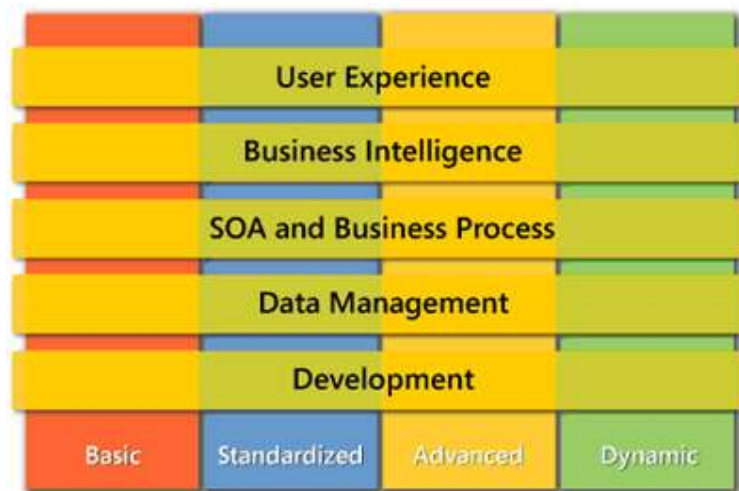 User Experience
Business Intelligence
SOA and Business Process
Data Management
Development
Basic Standardized Advanced Dynamic